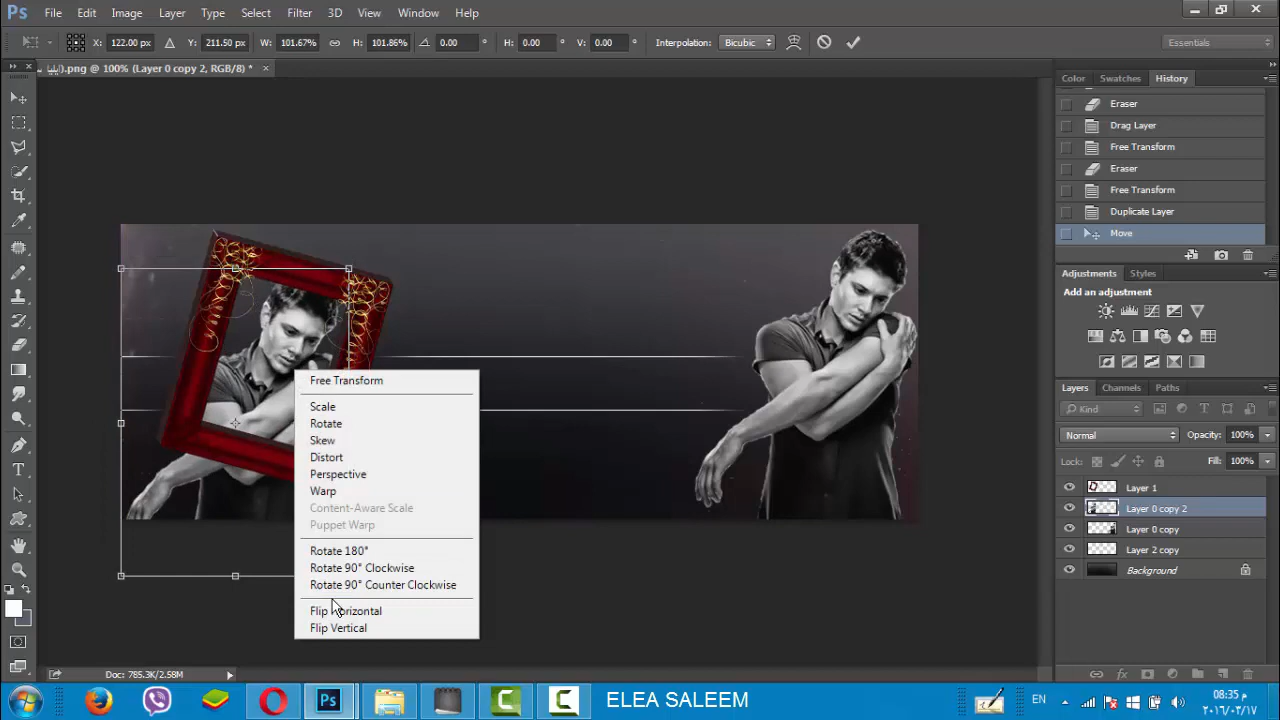 Ps File Edit Image Layer Type Select Filter 3D View Window Help
X: 122.00 px Y: 211.50 px W: 101.67% H: 101.86% 0.00 ° H: 0.00 ° V: 0.00 ° Interpolation: Bicubic Essentials
).png @ 100% (Layer 0 copy 2, RGB/8) * ×
Color Swatches History
Eraser
Drag Layer
Free Transform
Eraser
Free Transform
Duplicate Layer
Move
Adjustments Styles
Add an adjustment
Layers Channels Paths
Kind
Normal Opacity: 100%
Lock: Fill: 100%
Layer 1
Layer 0 copy 2
Layer 0 copy
Layer 2 copy
Background
Free Transform
Scale
Rotate
Skew
Distort
Perspective
Warp
Content-Aware Scale
Puppet Warp
Rotate 180°
Rotate 90° Clockwise
Rotate 90° Counter Clockwise
Flip Horizontal
Flip Vertical
Doc: 785.3K/2.58M
Ps ELEA SALEEM EN
م 08:35
٢٠١٦/٠٢/١٧